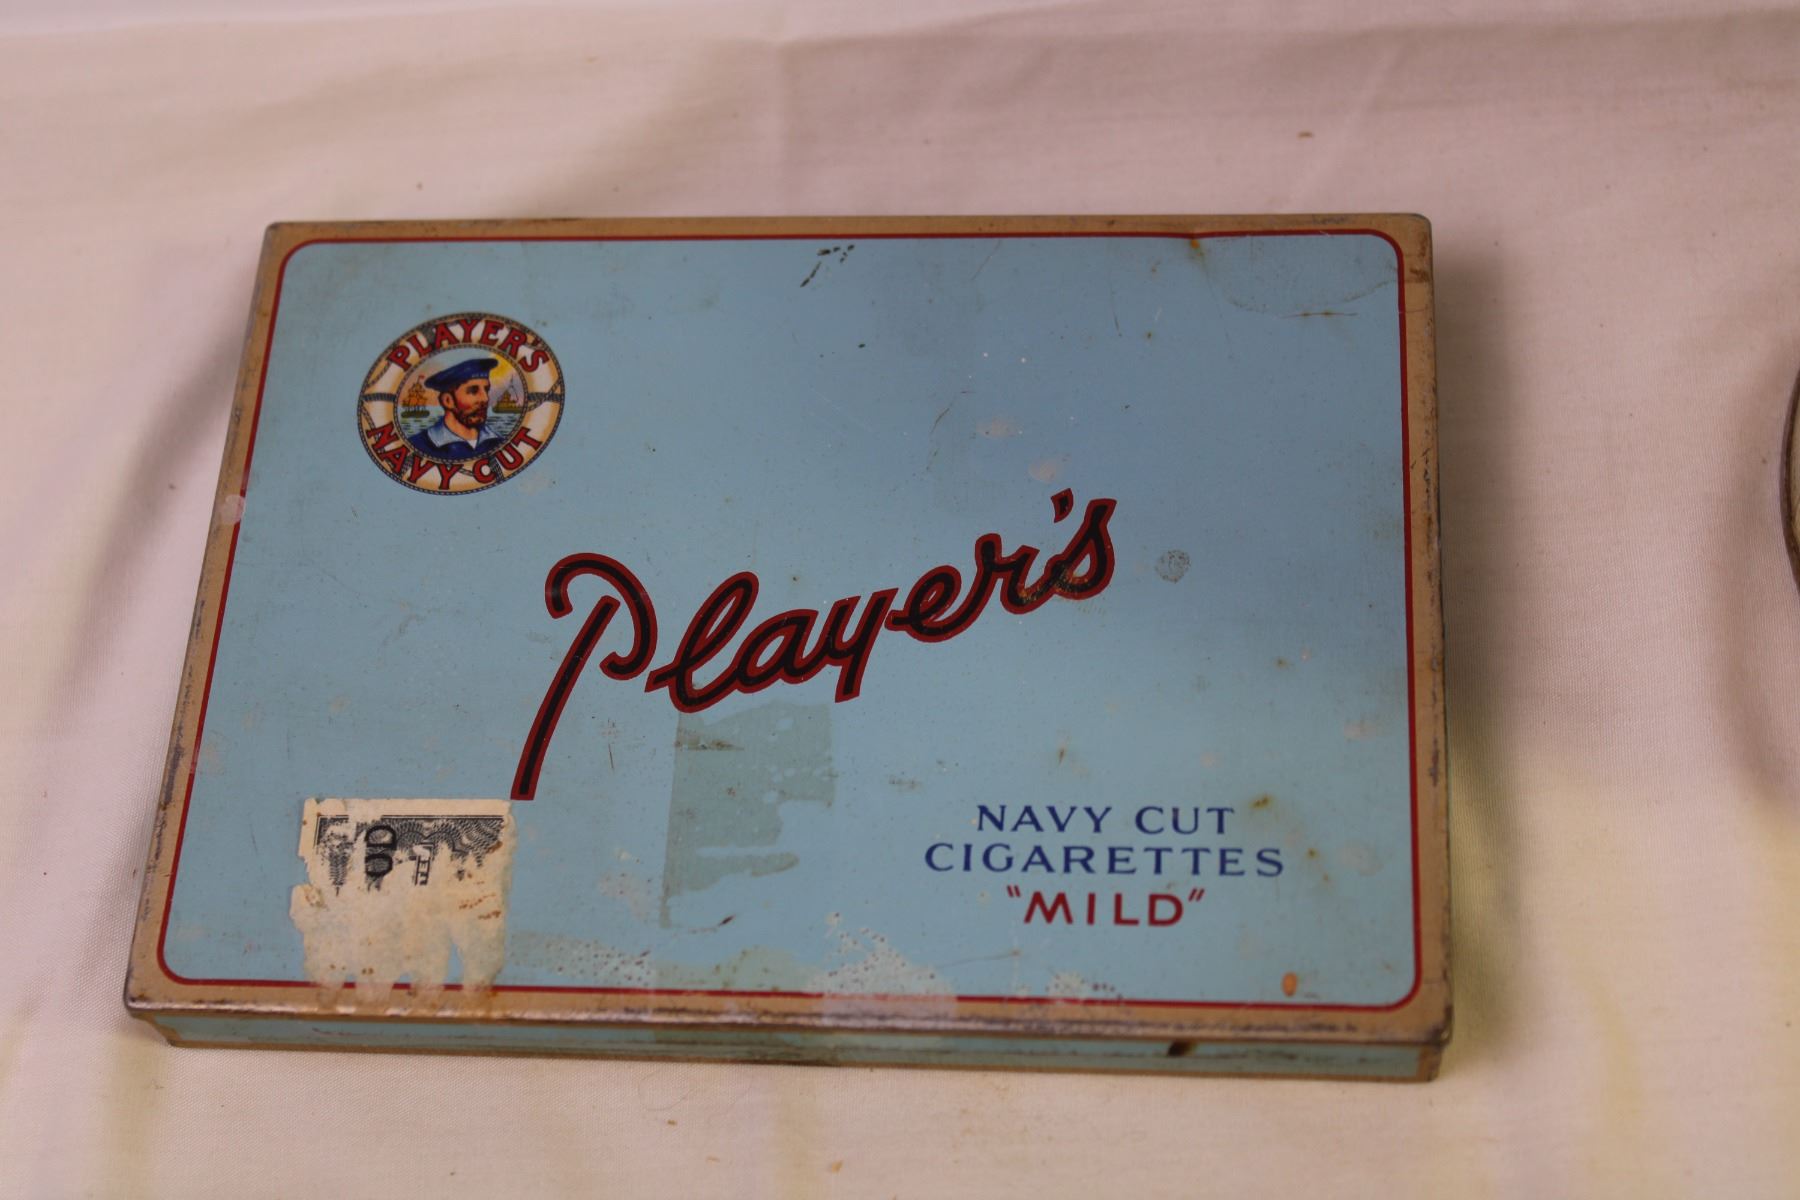 PLAYER'S
NAVY CUT
Player's
NAVY CUT
CIGARETTES
"MILD"